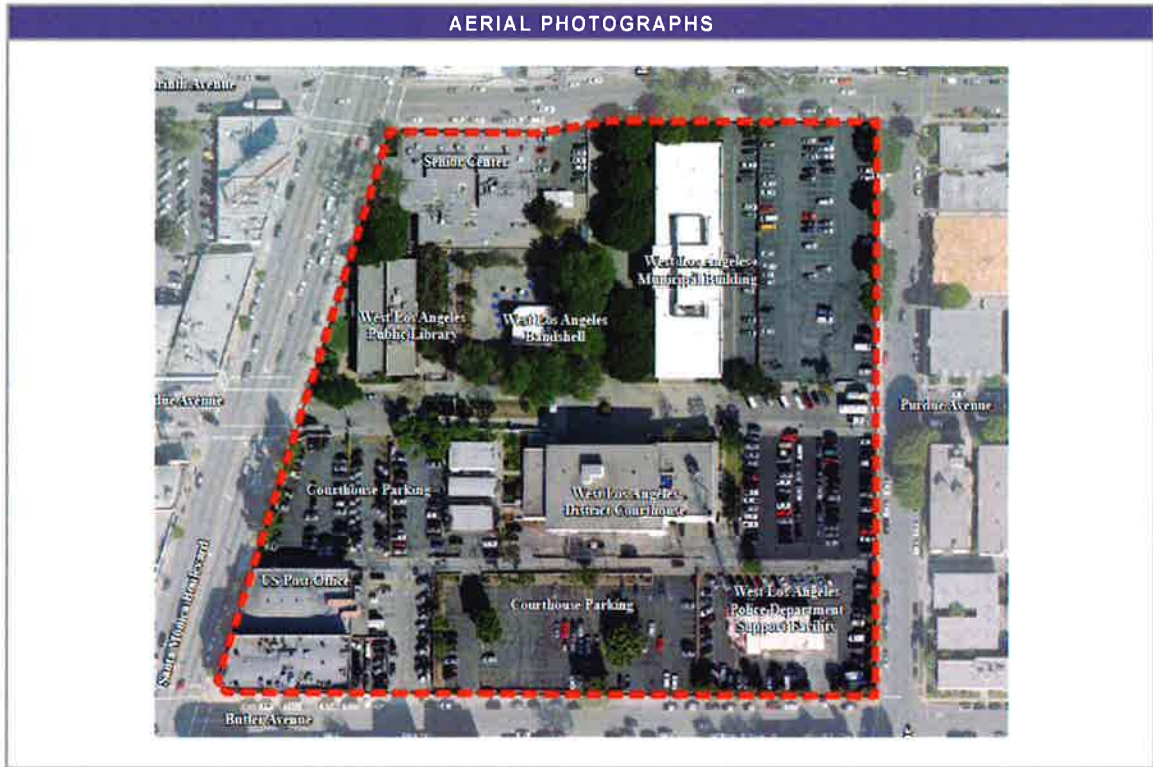 AERIAL PHOTOGRAPHS
Senior Center
West Los Angeles
Municipal Building
West Los Angeles
Public Library
West Los Angeles
Bandshell
Avenue
Purdue Avenue
Courthouse Parking
West Los Angeles
District Courthouse
US Post Office
Courthouse Parking
West Los Angeles
Police Department
Support Facility
Santa Monica Boulevard
Butler Avenue